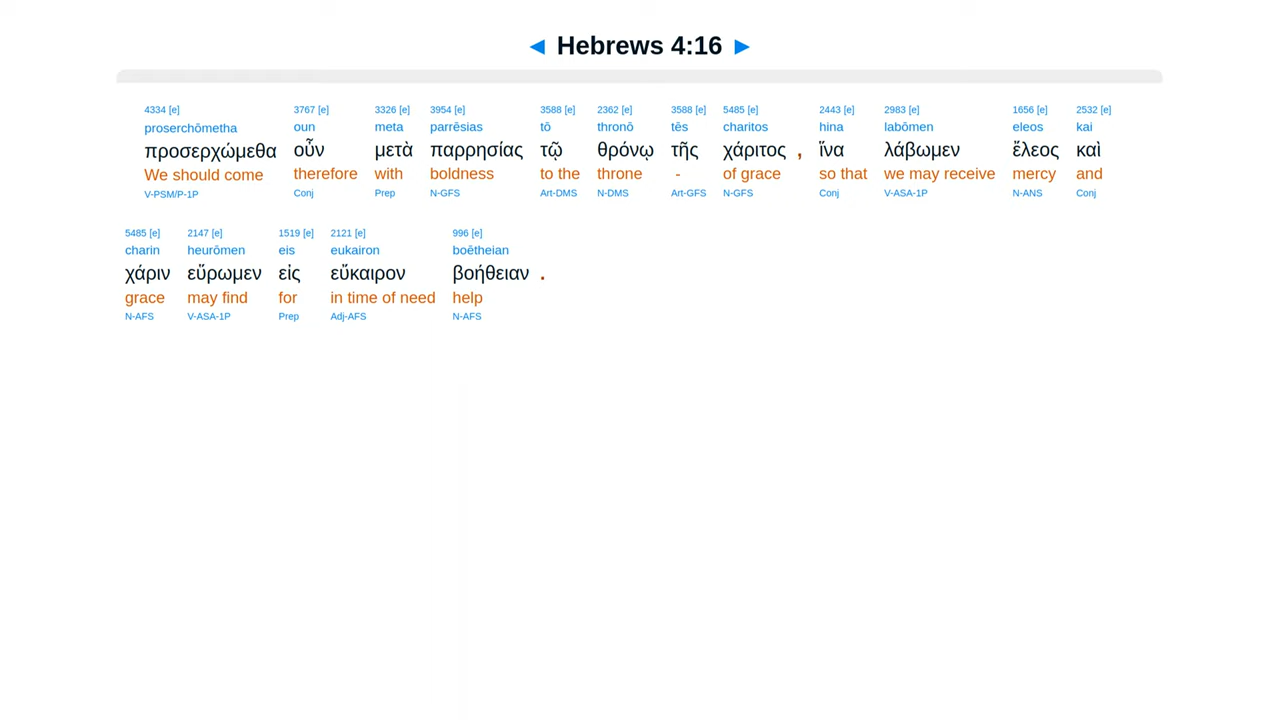 ◄ Hebrews 4:16 ►
4334 [e] 3767 [e] 3326 [e] 3954 [e] 3588 [e] 2362 [e] 3588 [e] 5485 [e] 2443 [e] 2983 [e] 1656 [e] 2532 [e]
proserchōmetha oun meta parrēsias tō thronō tēs charitos hina labōmen eleos kai
προσερχώμεθα οὖν μετὰ παρρησίας τῷ θρόνῳ τῆς χάριτος , ἵνα λάβωμεν ἔλεος καὶ
We should come therefore with boldness to the throne - of grace so that we may receive mercy and
V-PSM/P-1P Conj Prep N-GFS Art-DMS N-DMS Art-GFS N-GFS Conj V-ASA-1P N-ANS Conj
5485 [e] 2147 [e] 1519 [e] 2121 [e] 996 [e]
charin heurōmen eis eukairon boētheian
χάριν εὕρωμεν εἰς εὔκαιρον βοήθειαν .
grace may find for in time of need help
N-AFS V-ASA-1P Prep Adj-AFS N-AFS